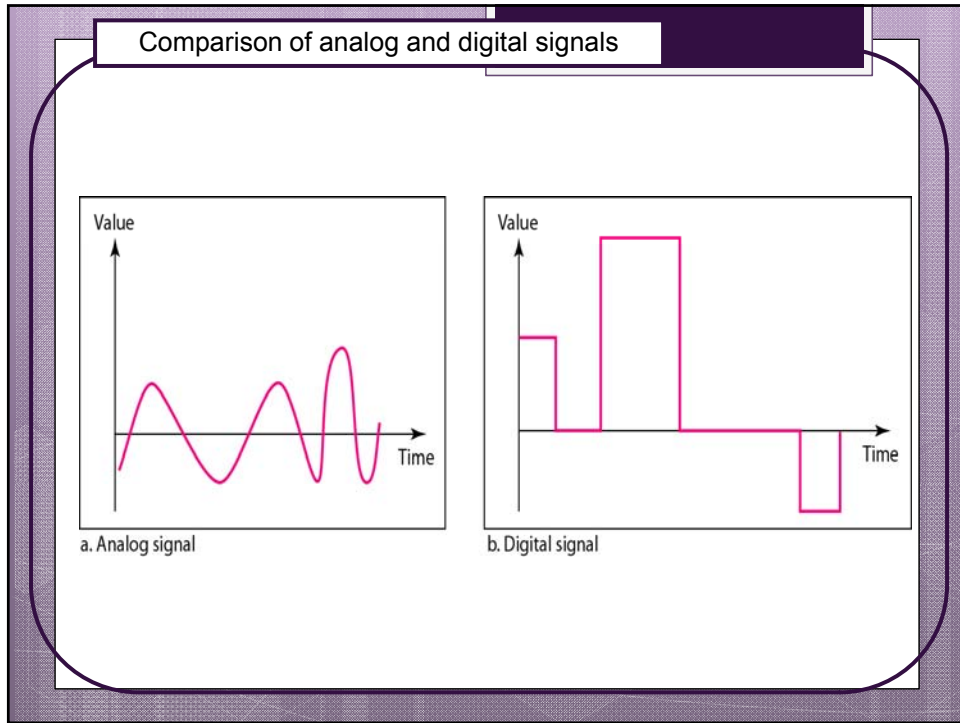 Comparison of analog and digital signals
Value
Time
a. Analog signal
Value
Time
b. Digital signal